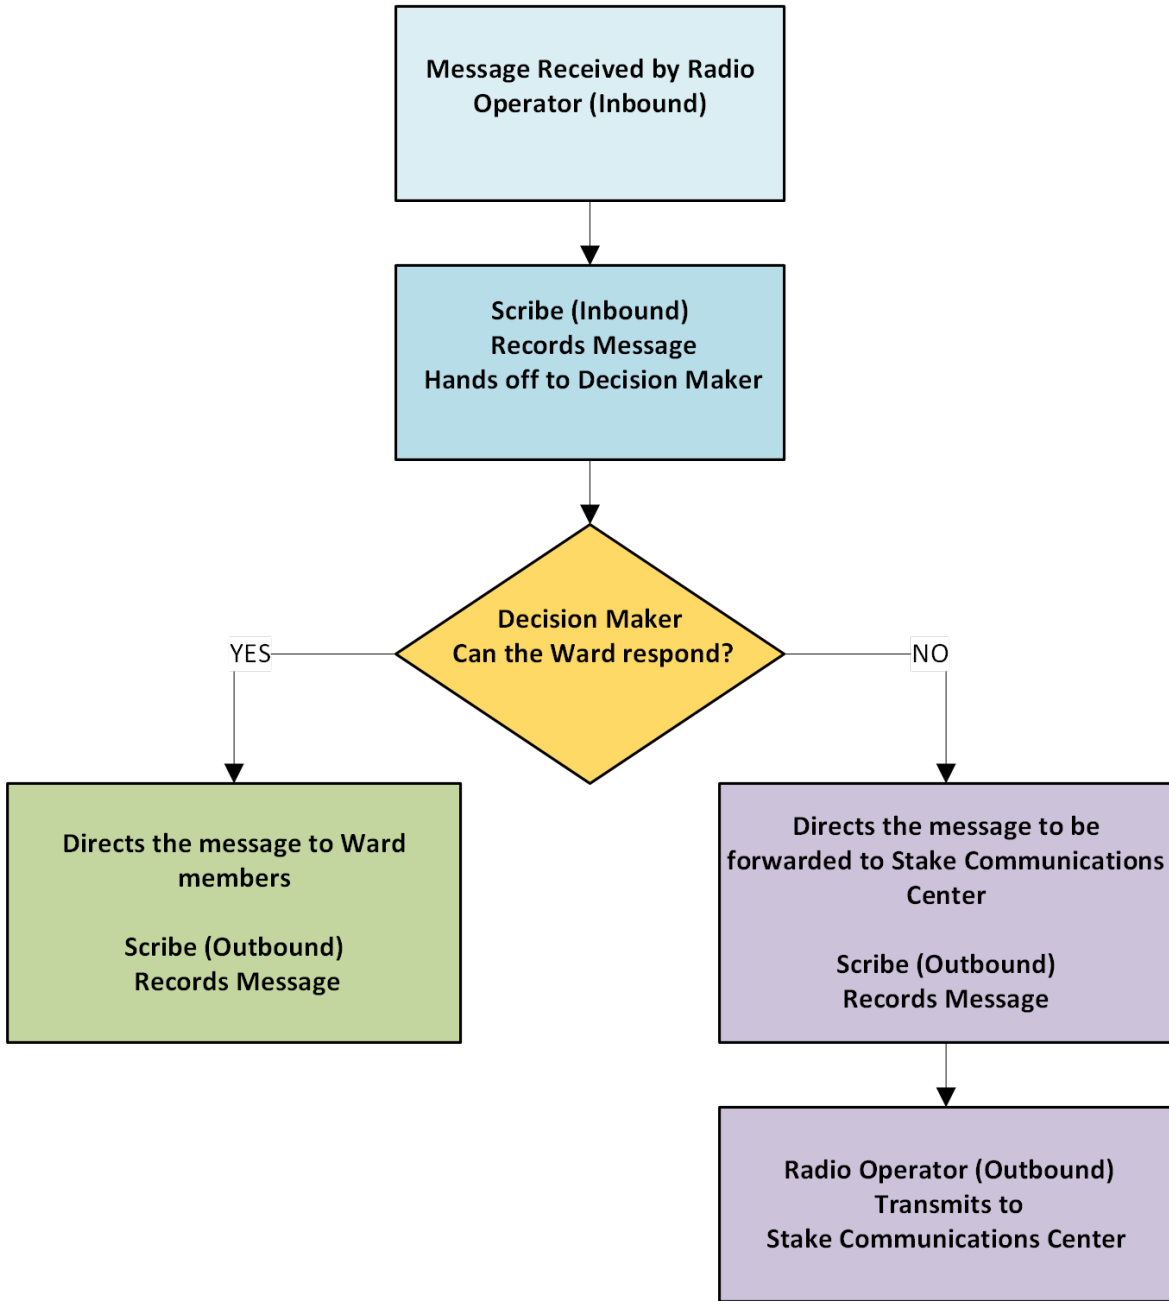 Message Received by Radio
Operator (Inbound)
Scribe (Inbound)
Records Message
Hands off to Decision Maker
Decision Maker
Can the Ward respond?
YES
NO
Directs the message to Ward
members
Scribe (Outbound)
Records Message
Directs the message to be
forwarded to Stake Communications
Center
Scribe (Outbound)
Records Message
Radio Operator (Outbound)
Transmits to
Stake Communications Center